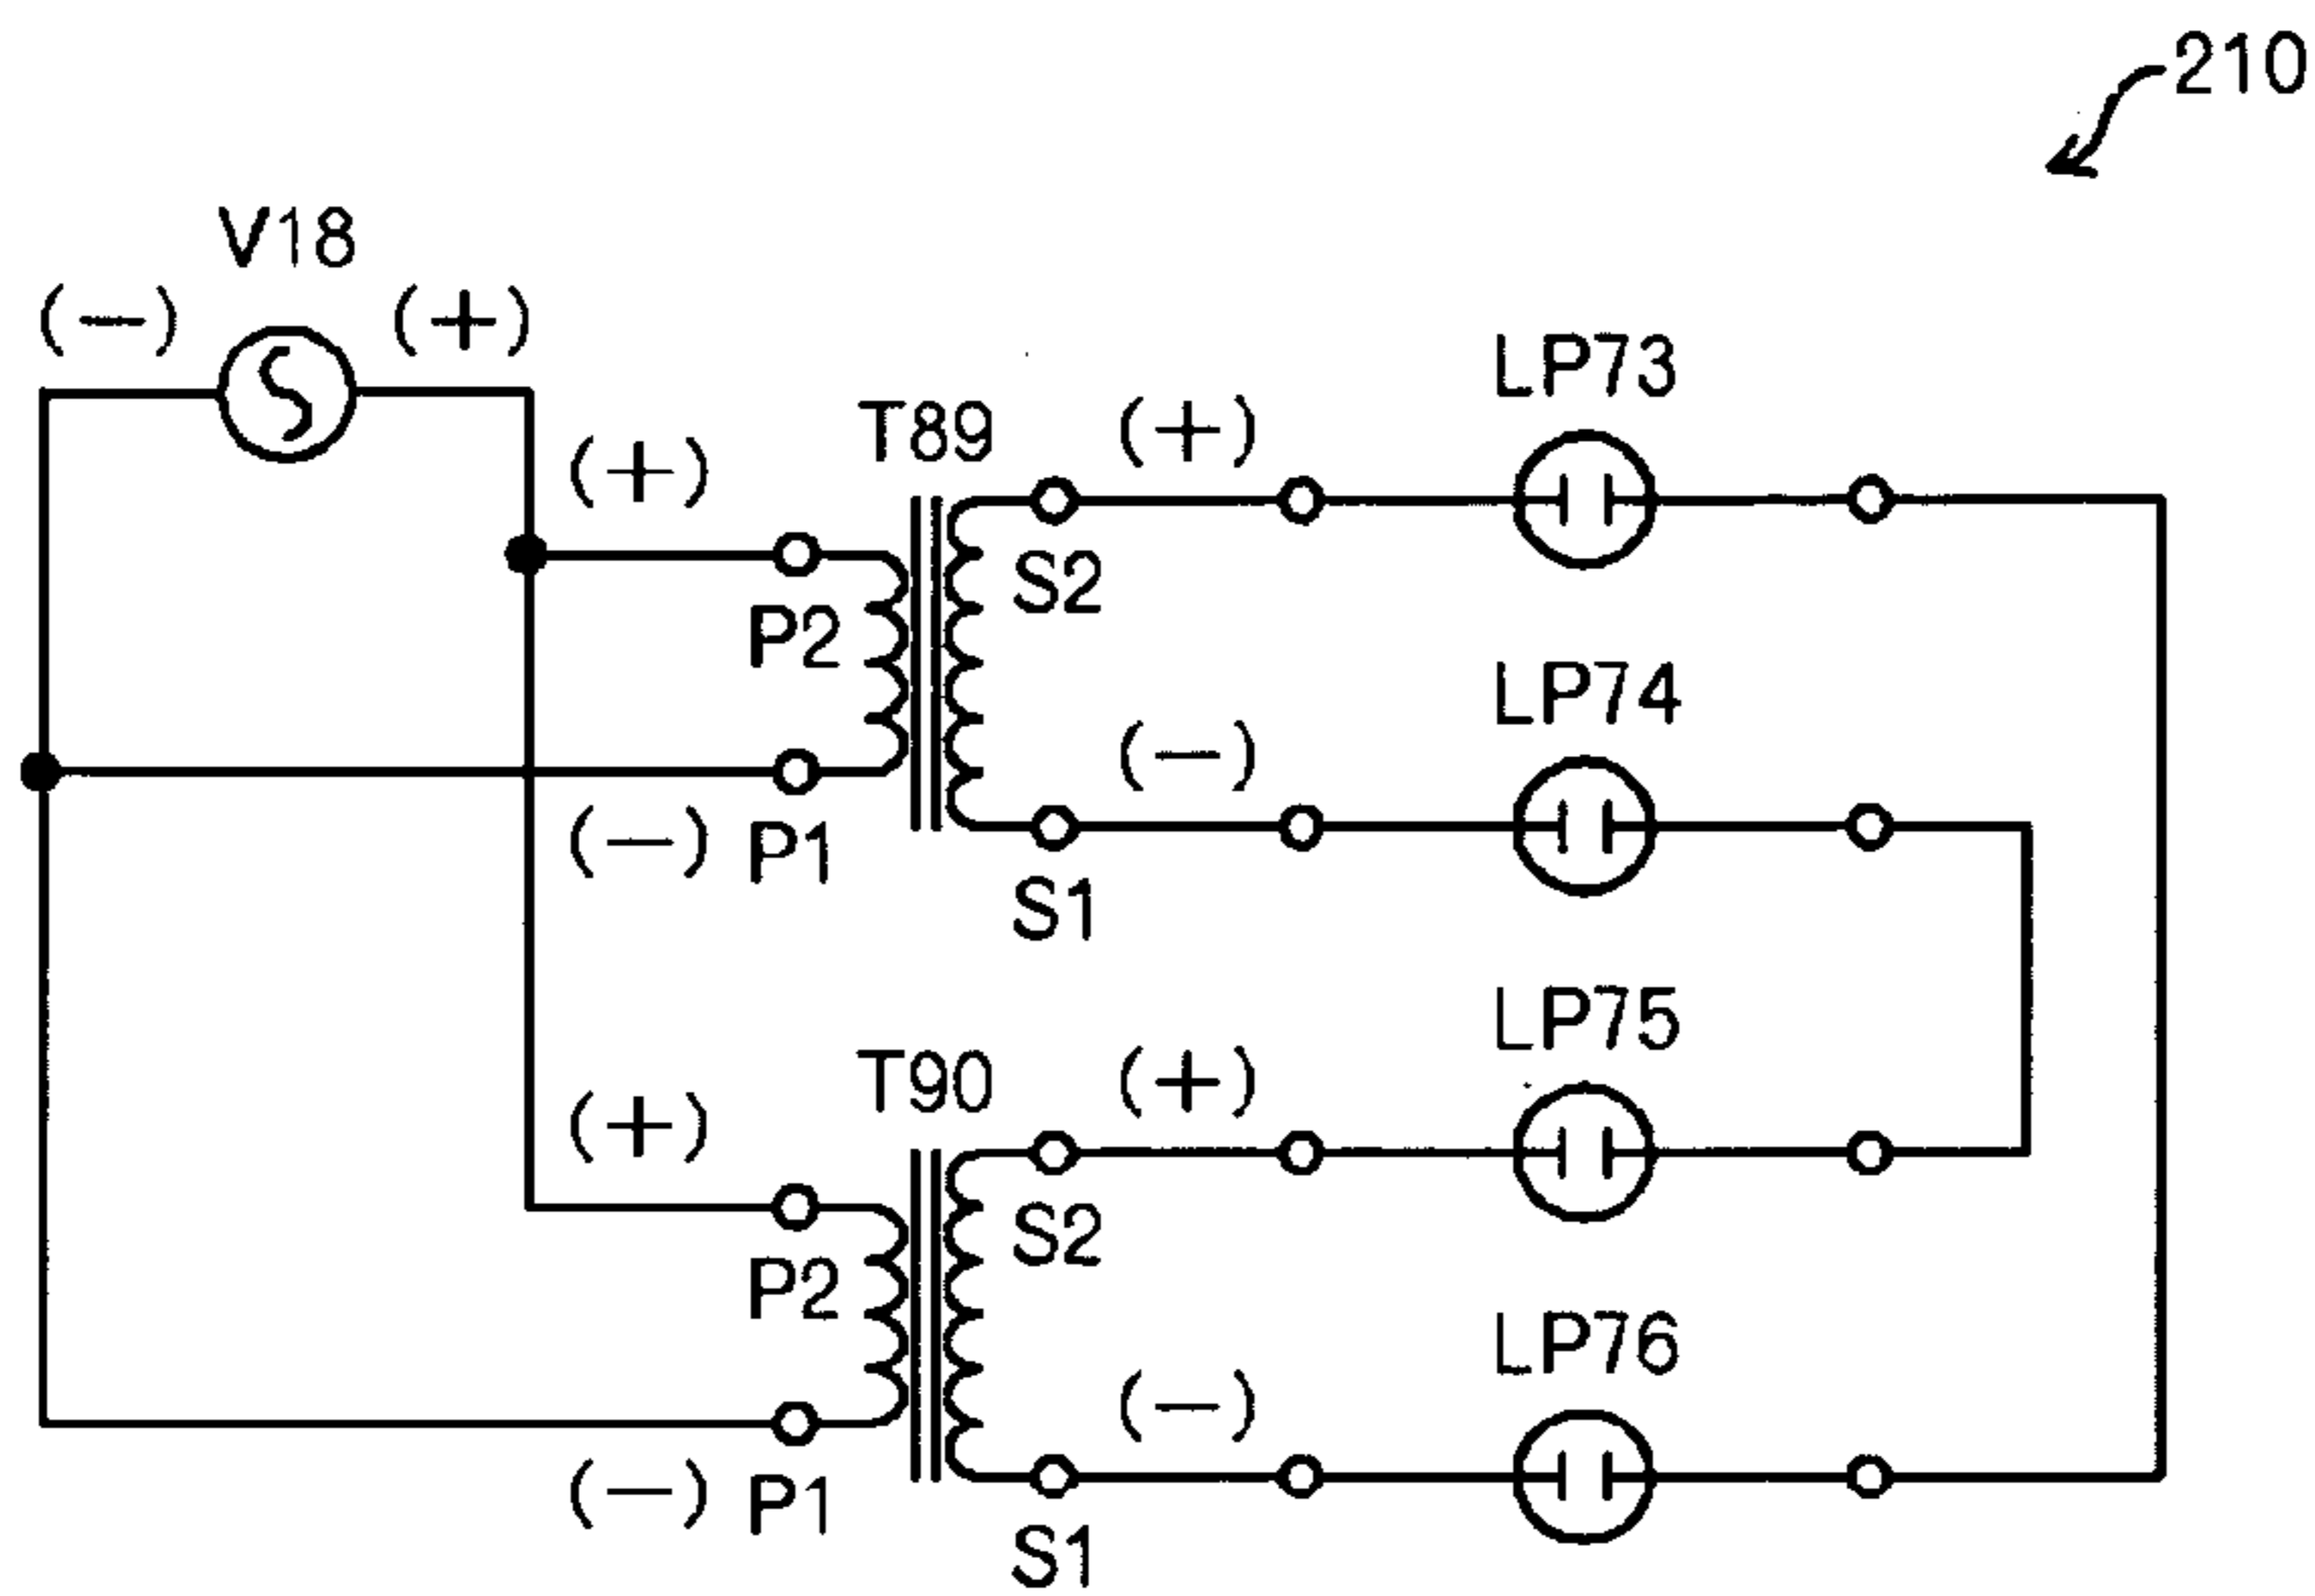 210
V18
(−) (+)
LP73
T89 (+)
(+)
S2
P2
LP74
(−)
(−) P1
S1
LP75
T90 (+)
(+)
S2
P2
LP76
(−)
(−) P1
S1